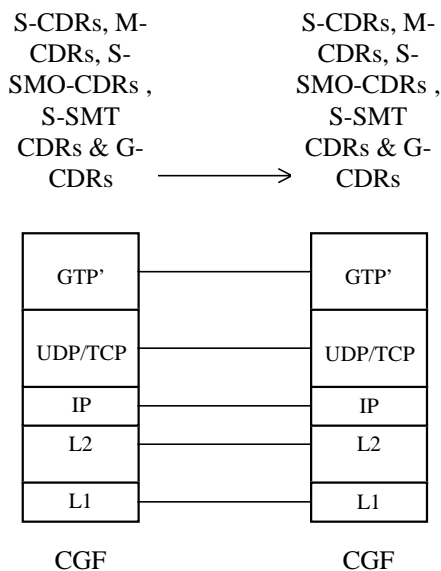 S-CDRs, M-
CDRs, S-
SMO-CDRs ,
S-SMT
CDRs & G-
CDRs
S-CDRs, M-
CDRs, S-
SMO-CDRs ,
S-SMT
CDRs & G-
CDRs
GTP’
UDP/TCP
IP
L2
L1
CGF
GTP’
UDP/TCP
IP
L2
L1
CGF